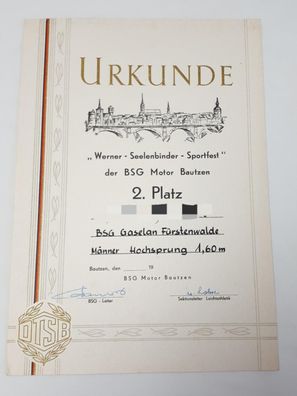 URKUNDE
„Werner - Seelenbinder - Sportfest"
der BSG Motor Bautzen
2. Platz
BSG Gaselan Fürstenwalde
Männer Hochsprung 1,60m
Bautzen, den 19
BSG Motor Bautzen
BSG - Leiter
Sektionsleiter Leichtathletik
DTSB